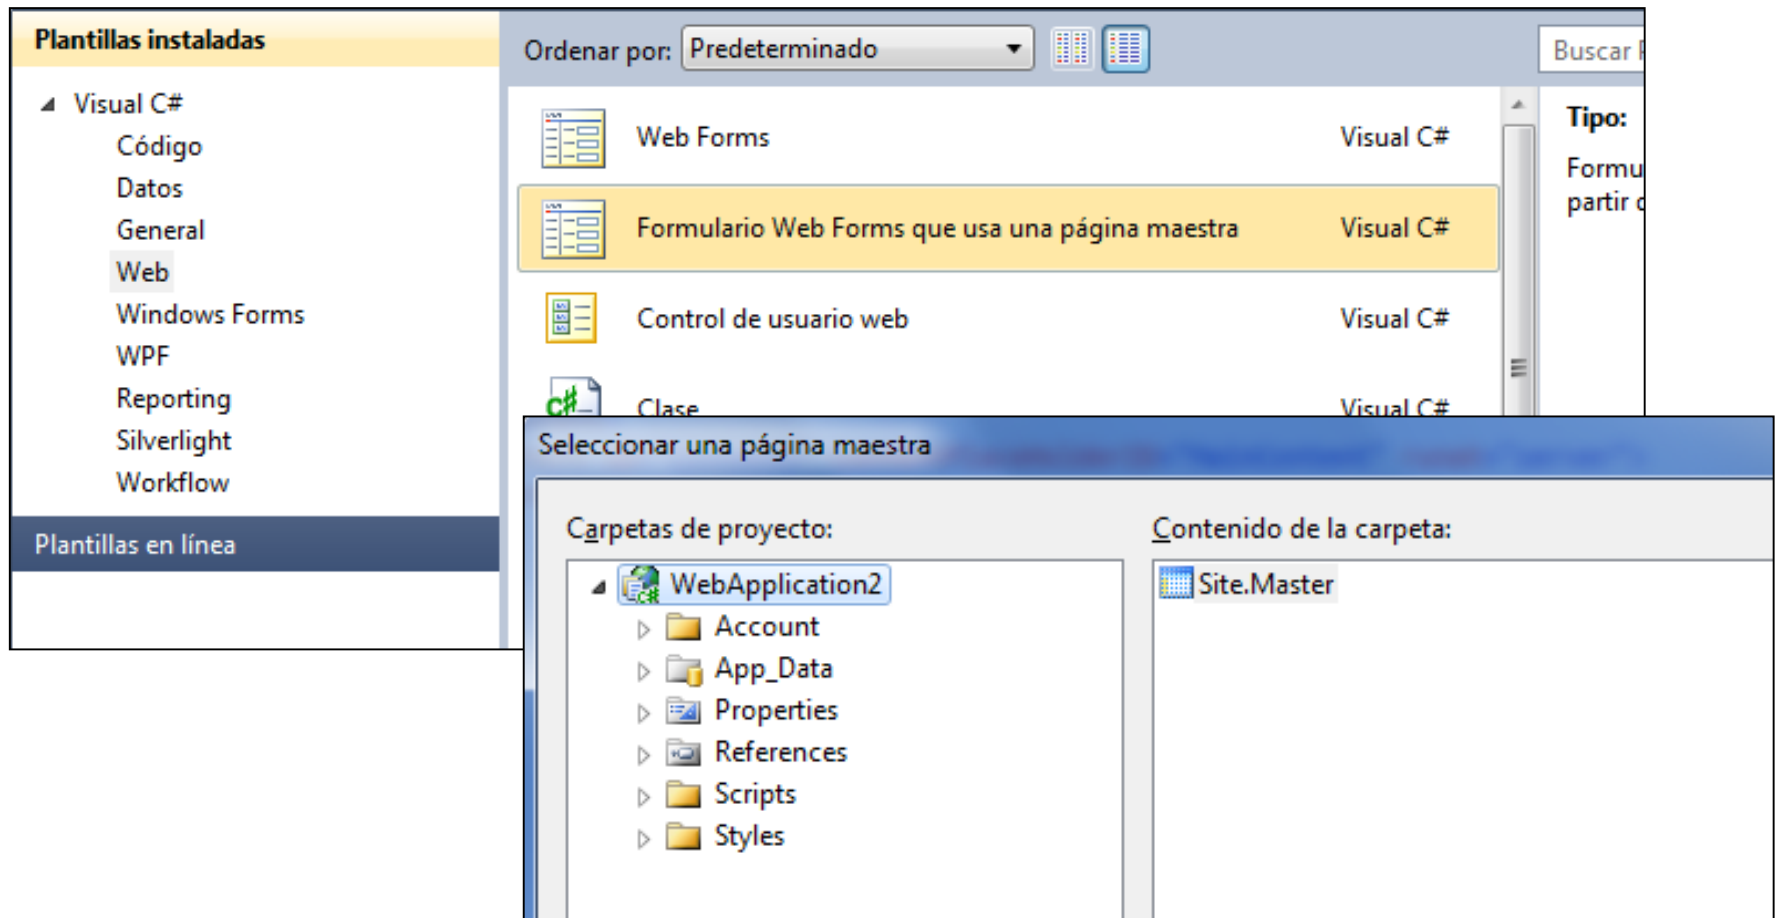 Plantillas instaladas
Visual C#
Código
Datos
General
Web
Windows Forms
WPF
Reporting
Silverlight
Workflow
Plantillas en línea
Ordenar por: Predeterminado
Buscar
Web Forms Visual C#
Formulario Web Forms que usa una página maestra Visual C#
Control de usuario web Visual C#
Clase Visual C#
Tipo:
Formu
partir
Seleccionar una página maestra
Carpetas de proyecto:
WebApplication2
Account
App_Data
Properties
References
Scripts
Styles
Contenido de la carpeta:
Site.Master